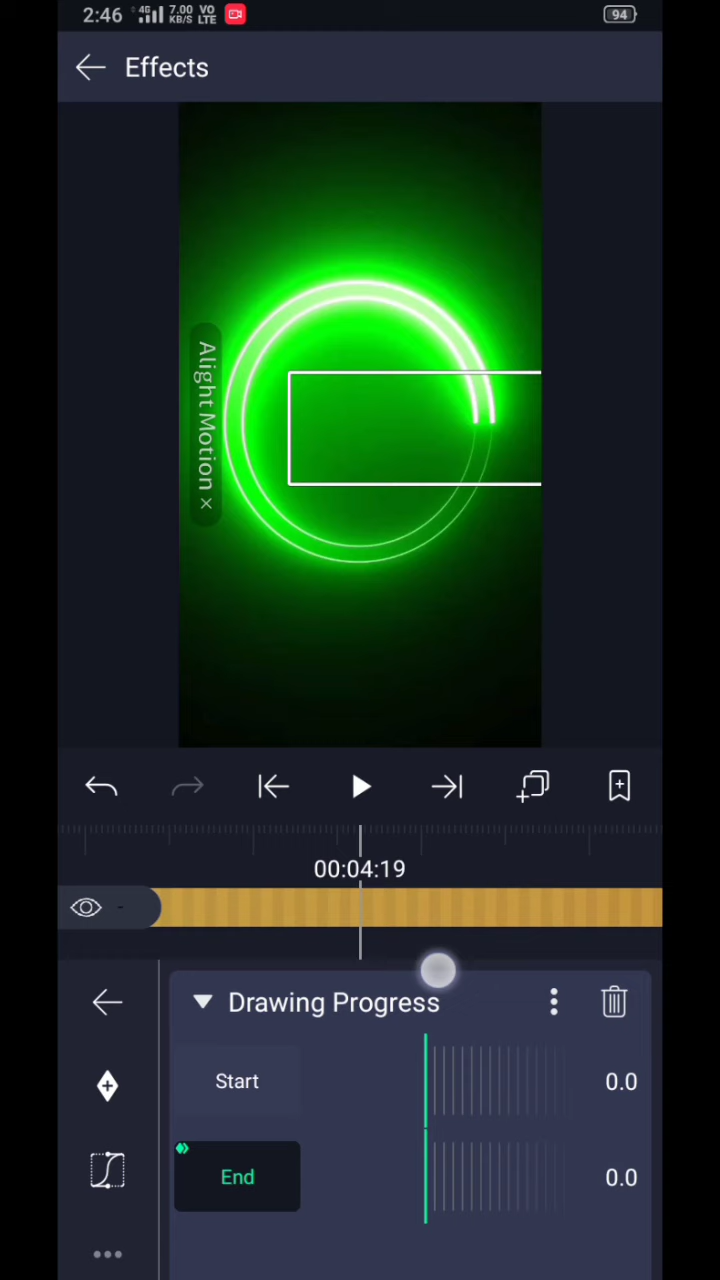 2:46 4G 7.00 KB/S VO LTE 94
Effects
Alight Motion ×
00:04:19
-
Drawing Progress
Start 0.0
End 0.0